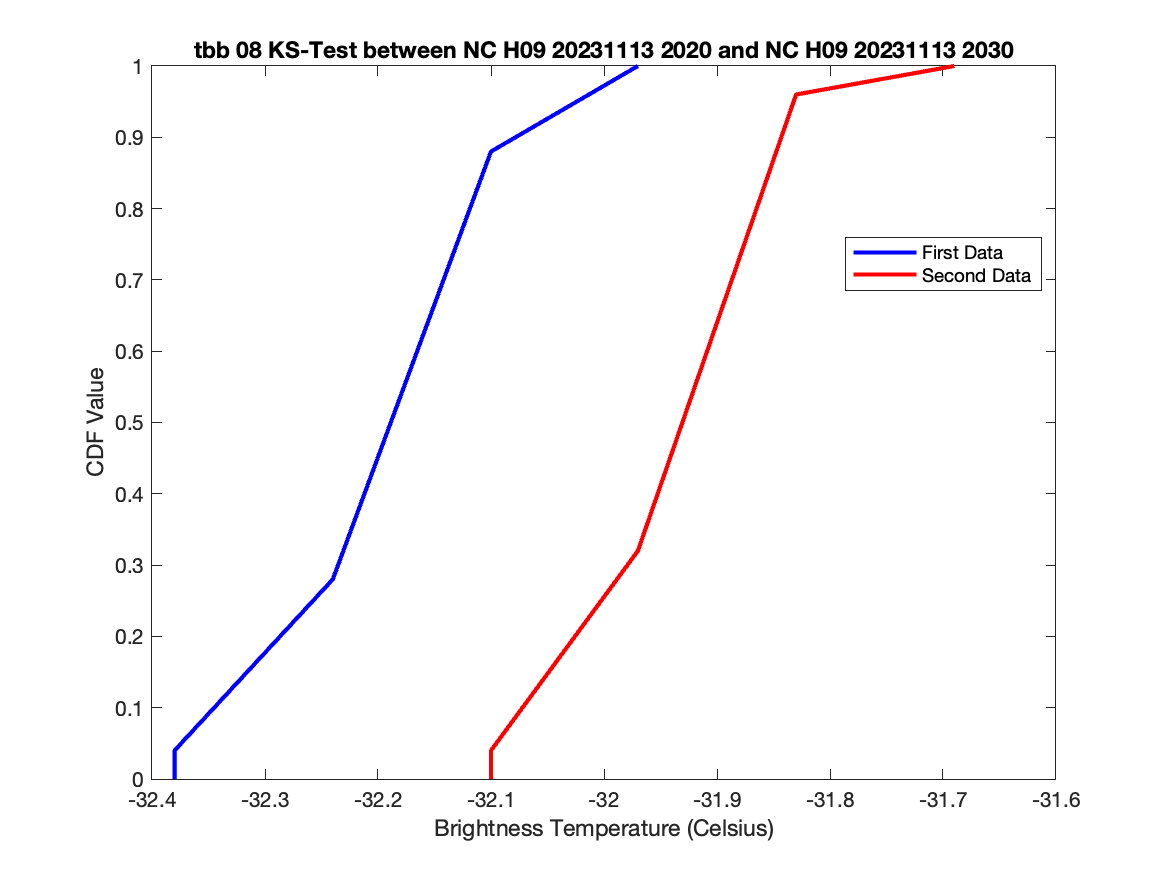 tbb 08 KS-Test between NC H09 20231113 2020 and NC H09 20231113 2030
1
0.9
0.8
0.7
0.6
0.5
0.4
0.3
0.2
0.1
0
CDF Value
First Data
Second Data
-32.4 -32.3 -32.2 -32.1 -32 -31.9 -31.8 -31.7 -31.6
Brightness Temperature (Celsius)